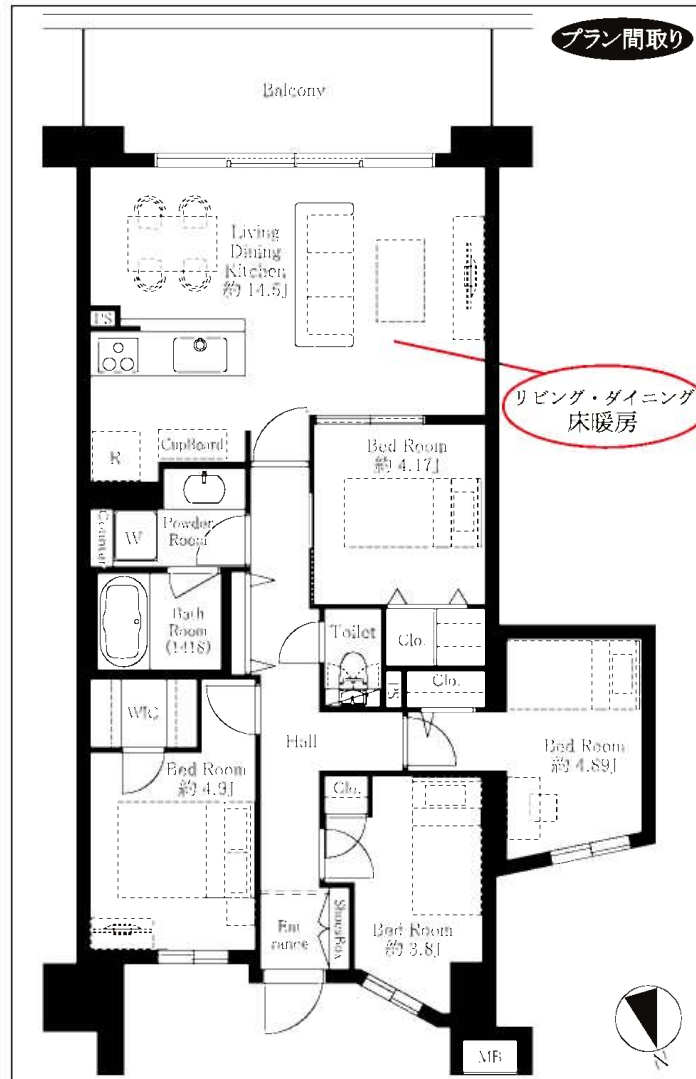 プラン間取り
Balcony
Living
Dining
Kitchen
約 14.5J
PS
リビング・ダイニング
床暖房
R
CupBoard
Bed Room
約 4.17J
Counter
W
Powder
Room
Bath
Room
(1418)
Toilet
Clo.
Clo.
PS
WIC
Hall
Bed Room
約 4.89J
Bed Room
約 4.9J
Clo.
Ent
rance
ShoesBox
Bed Room
約 3.8J
MB
N